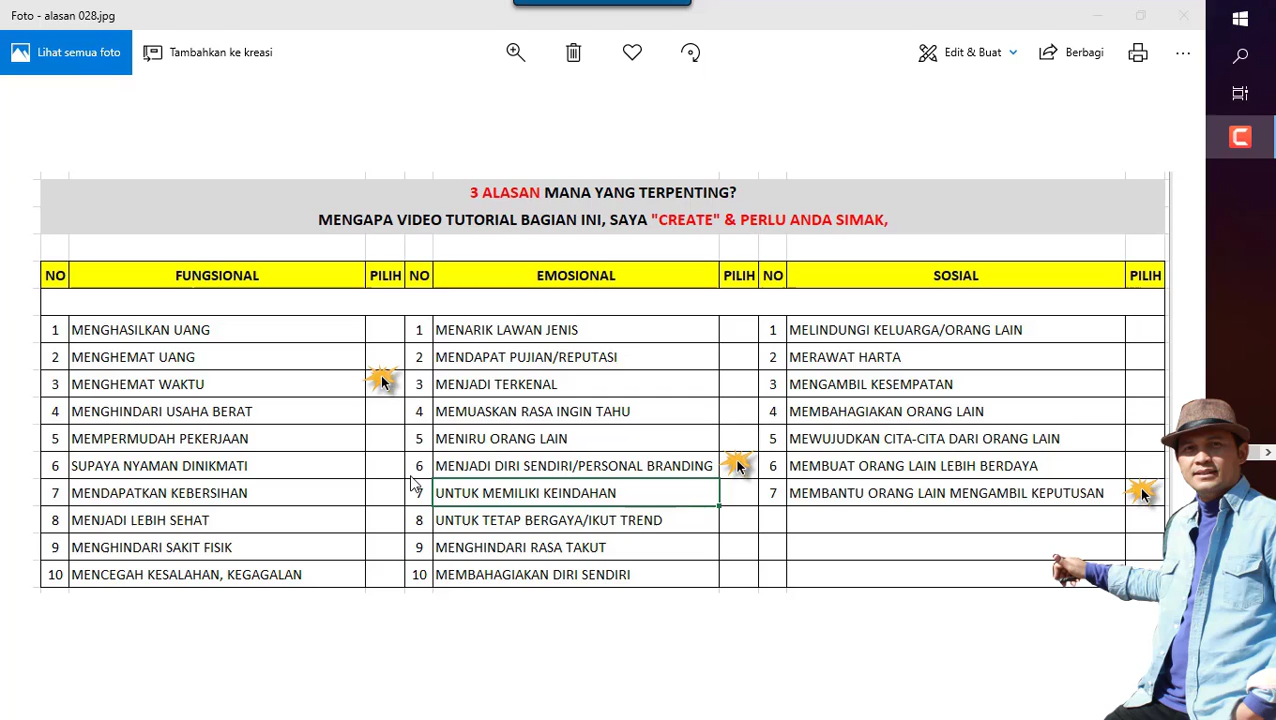 Foto - alasan 028.jpg
Lihat semua foto
Tambahkan ke kreasi
Edit & Buat
Berbagi
3 ALASAN MANA YANG TERPENTING?
MENGAPA VIDEO TUTORIAL BAGIAN INI, SAYA "CREATE" & PERLU ANDA SIMAK,
NO FUNGSIONAL PILIH NO EMOSIONAL PILIH NO SOSIAL PILIH
1 MENGHASILKAN UANG 1 MENARIK LAWAN JENIS 1 MELINDUNGI KELUARGA/ORANG LAIN
2 MENGHEMAT UANG 2 MENDAPAT PUJIAN/REPUTASI 2 MERAWAT HARTA
3 MENGHEMAT WAKTU 3 MENJADI TERKENAL 3 MENGAMBIL KESEMPATAN
4 MENGHINDARI USAHA BERAT 4 MEMUASKAN RASA INGIN TAHU 4 MEMBAHAGIAKAN ORANG LAIN
5 MEMPERMUDAH PEKERJAAN 5 MENIRU ORANG LAIN 5 MEWUJUDKAN CITA-CITA DARI ORANG LAIN
6 SUPAYA NYAMAN DINIKMATI 6 MENJADI DIRI SENDIRI/PERSONAL BRANDING 6 MEMBUAT ORANG LAIN LEBIH BERDAYA
7 MENDAPATKAN KEBERSIHAN 7 UNTUK MEMILIKI KEINDAHAN 7 MEMBANTU ORANG LAIN MENGAMBIL KEPUTUSAN
8 MENJADI LEBIH SEHAT 8 UNTUK TETAP BERGAYA/IKUT TREND
9 MENGHINDARI SAKIT FISIK 9 MENGHINDARI RASA TAKUT
10 MENCEGAH KESALAHAN, KEGAGALAN 10 MEMBAHAGIAKAN DIRI SENDIRI